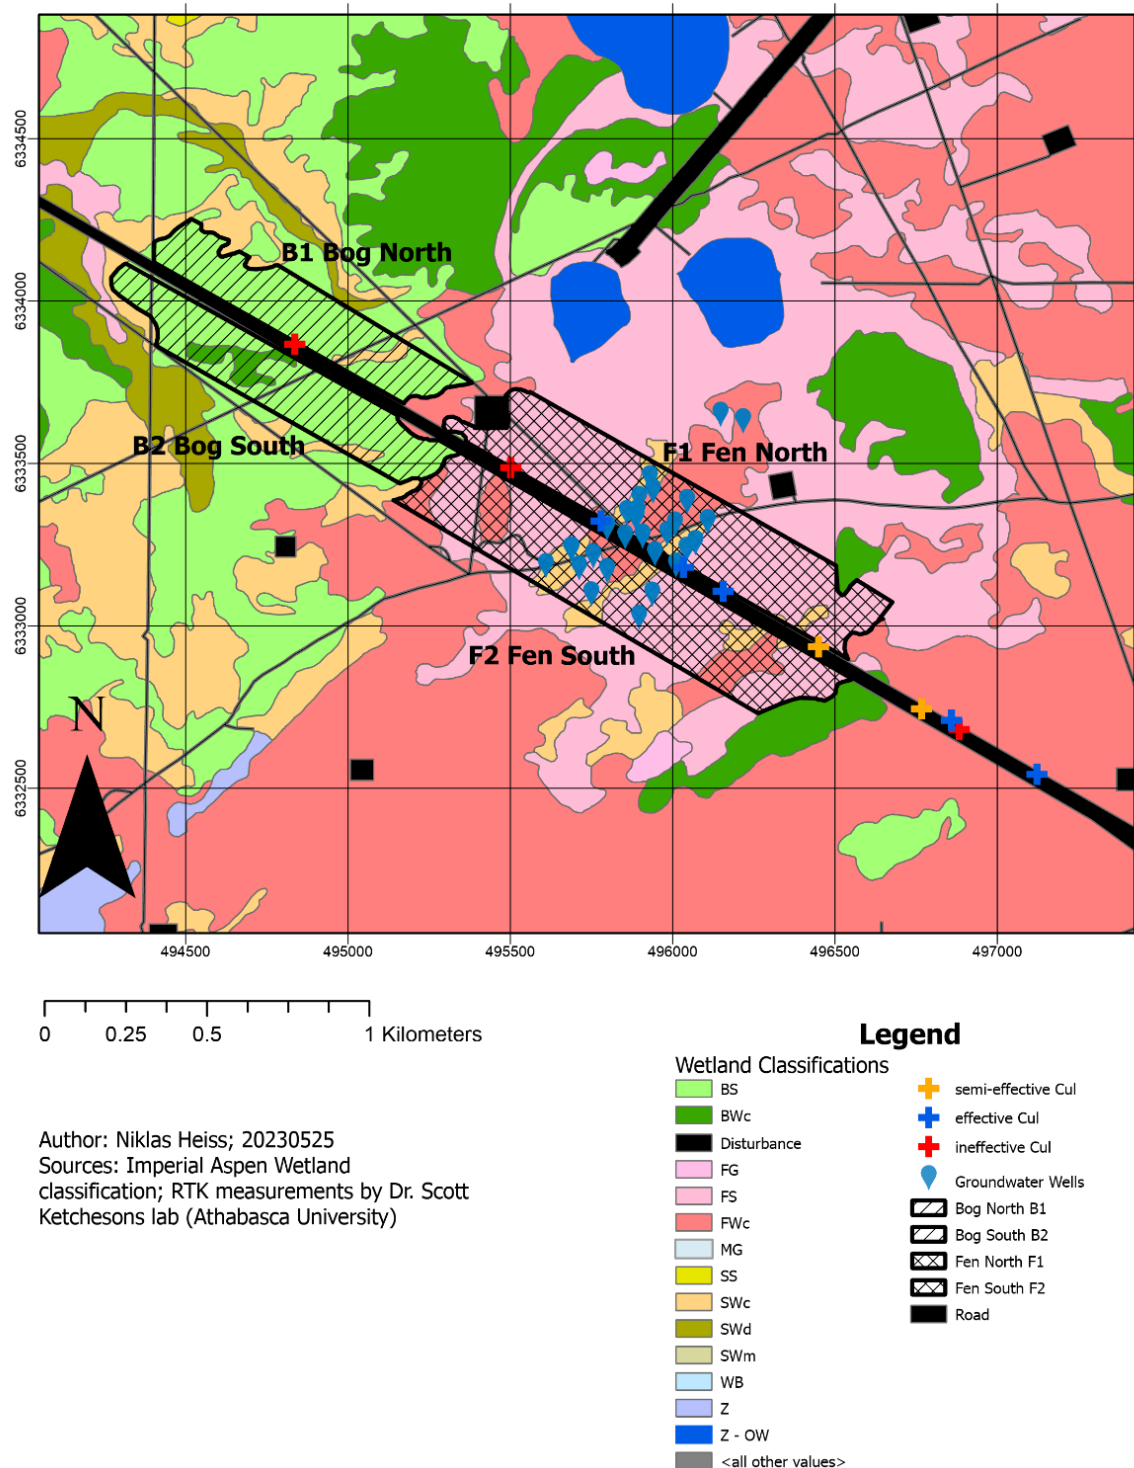 6334500
6334000
6333500
6333000
6332500
B1 Bog North
B2 Bog South
F1 Fen North
F2 Fen South
N
494500
495000
495500
496000
496500
497000
0
0.25
0.5
1 Kilometers
Author: Niklas Heiss; 20230525
Sources: Imperial Aspen Wetland
classification; RTK measurements by Dr. Scott
Ketchesons lab (Athabasca University)
Legend
Wetland Classifications
BS
BWc
Disturbance
FG
FS
FWc
MG
SS
SWc
SWd
SWm
WB
Z
Z - OW
<all other values>
semi-effective Cul
effective Cul
ineffective Cul
Groundwater Wells
Bog North B1
Bog South B2
Fen North F1
Fen South F2
Road